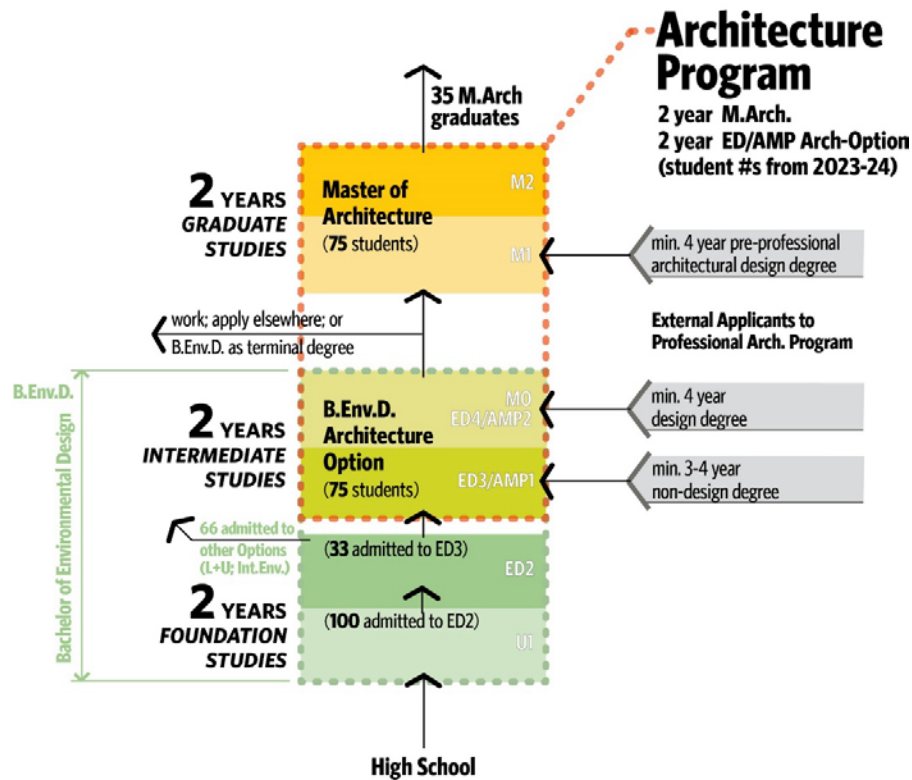 Architecture
Program
2 year M.Arch.
2 year ED/AMP Arch-Option
(student #s from 2023-24)
35 M.Arch
graduates
2 YEARS
GRADUATE
STUDIES
Master of
Architecture
(75 students)
M2
M1
min. 4 year pre-professional
architectural design degree
work; apply elsewhere; or
B.Env.D. as terminal degree
External Applicants to
Professional Arch. Program
B.Env.D.
Bachelor of Environmental Design
2 YEARS
INTERMEDIATE
STUDIES
B.Env.D.
Architecture
Option
(75 students)
M0
ED4/AMP2
ED3/AMP1
min. 4 year
design degree
min. 3-4 year
non-design degree
66 admitted to
other Options
(L+U; Int.Env.)
(33 admitted to ED3)
ED2
2 YEARS
FOUNDATION
STUDIES
(100 admitted to ED2)
U1
High School